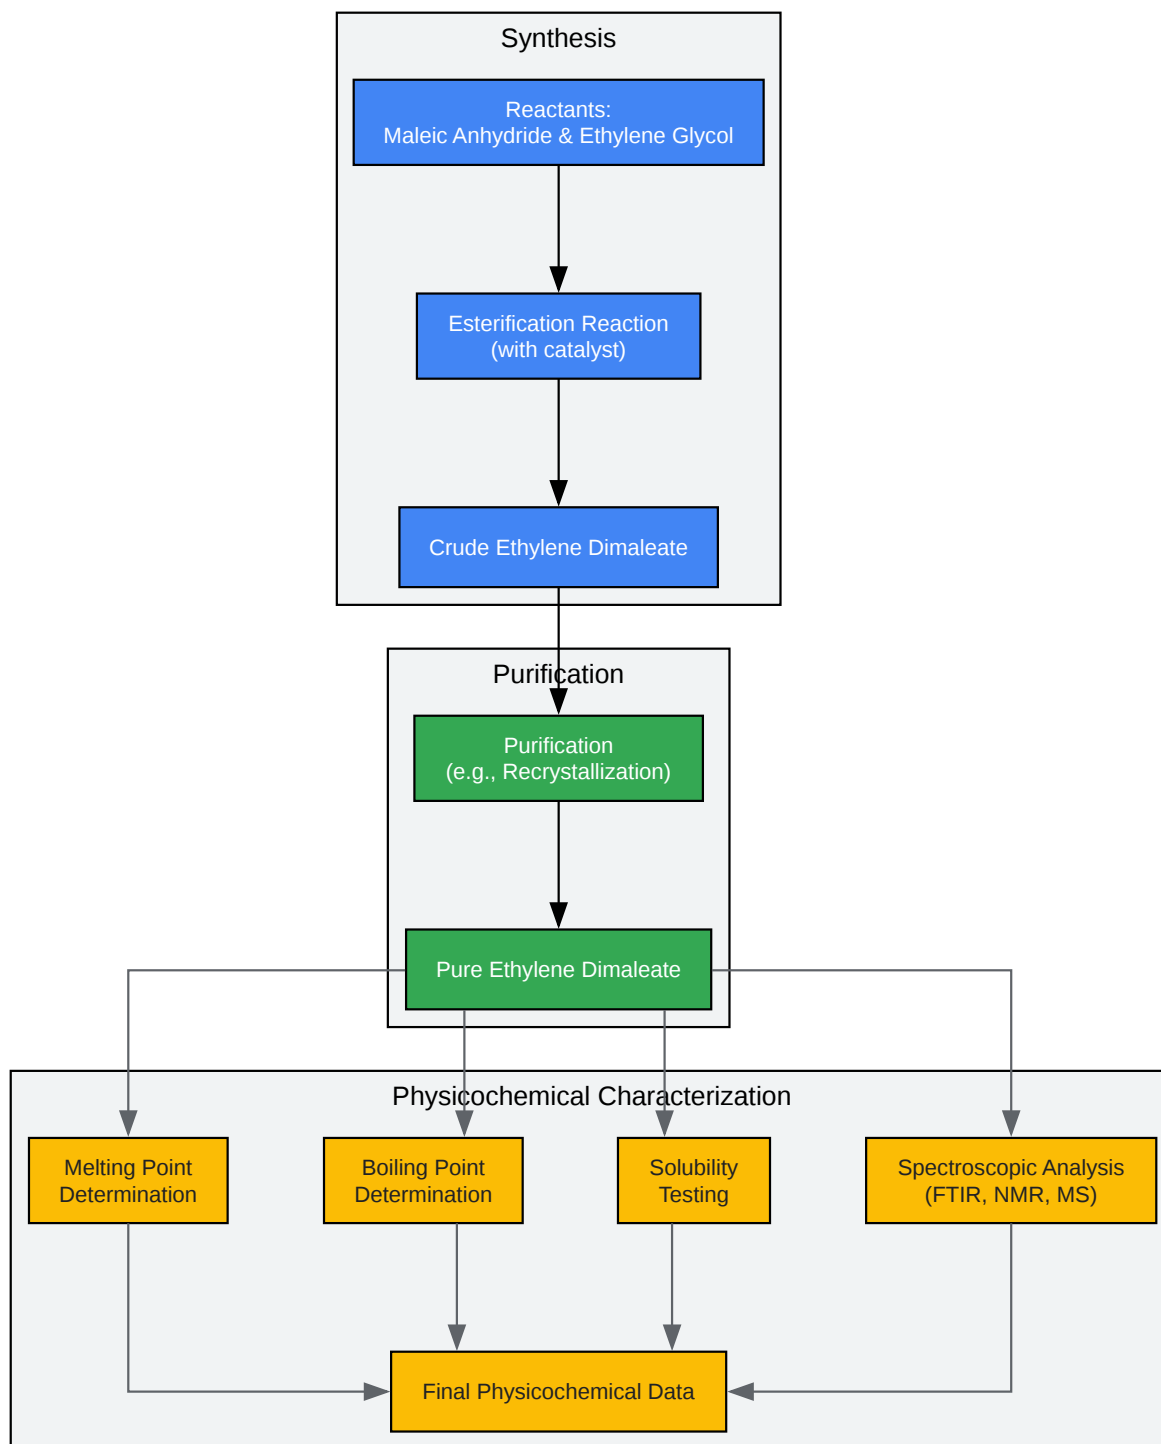 Synthesis
Reactants:
Maleic Anhydride & Ethylene Glycol
Esterification Reaction
(with catalyst)
Crude Ethylene Dimaleate
Purification
Purification
(e.g., Recrystallization)
Pure Ethylene Dimaleate
Physicochemical Characterization
Melting Point
Determination
Boiling Point
Determination
Solubility
Testing
Spectroscopic Analysis
(FTIR, NMR, MS)
Final Physicochemical Data